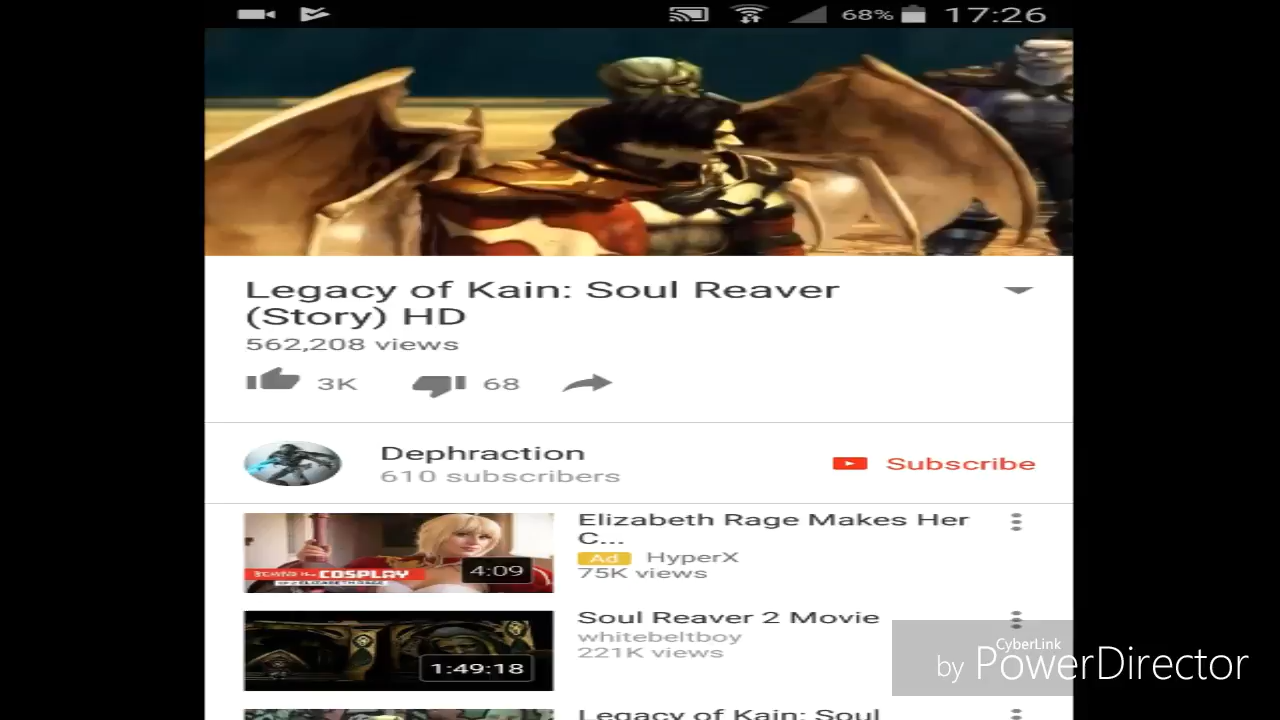 68% 17:26
Legacy of Kain: Soul Reaver
(Story) HD
562,208 views
3K 68
Dephraction
610 subscribers
Subscribe
Elizabeth Rage Makes Her
C...
Ad HyperX
75K views
COSPLAY
4:09
Soul Reaver 2 Movie
whitebeltboy
221K views
1:49:18
CyberLink
by PowerDirector
Legacy of Kain: Soul